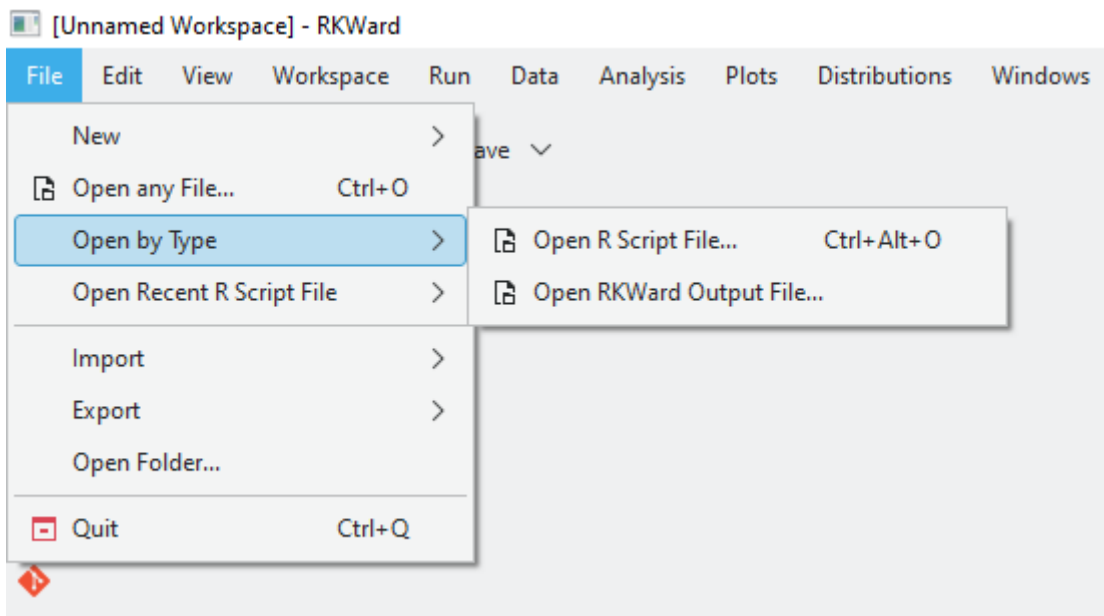 [Unnamed Workspace] - RKWard
File Edit View Workspace Run Data Analysis Plots Distributions Windows
New
ave
Open any File... Ctrl+O
Open by Type
Open R Script File... Ctrl+Alt+O
Open Recent R Script File
Open RKWard Output File...
Import
Export
Open Folder...
Quit Ctrl+Q